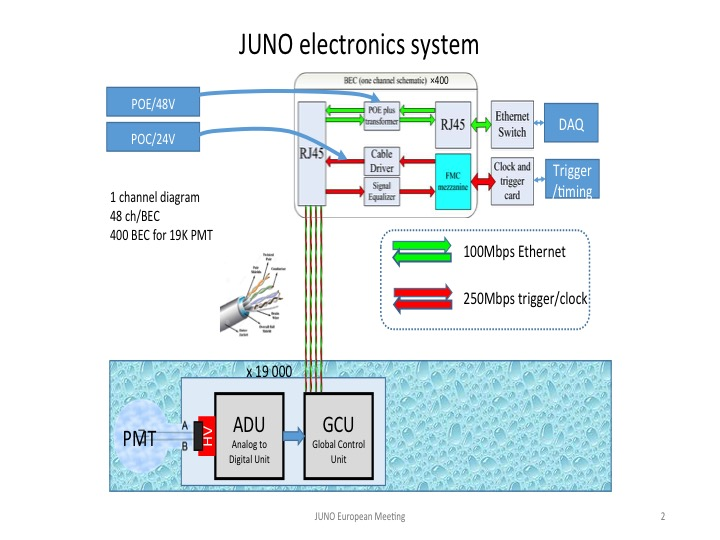 JUNO electronics system
BEC (one channel schematic) ×400
POE/48V
POC/24V
RJ45
POE plus
transformer
RJ45
Ethernet
Switch
DAQ
Cable
Driver
Signal
Equalizer
FMC
mezzanine
Clock and
trigger
card
Trigger
/timing
1 channel diagram
48 ch/BEC
400 BEC for 19K PMT
100Mbps Ethernet
250Mbps trigger/clock
x 19 000
PMT
A
B
HV
ADU
Analog to
Digital Unit
GCU
Global Control
Unit
JUNO European Meeting
2